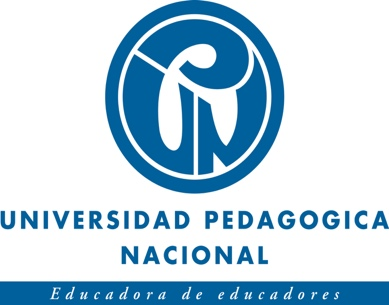 UNIVERSIDAD PEDAGOGICA
NACIONAL
Educadora de educadores